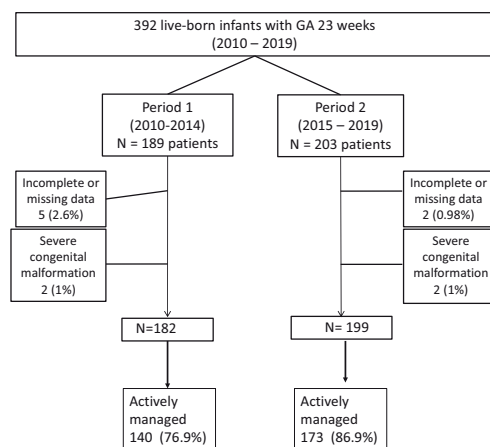 392 live-born infants with GA 23 weeks
(2010 – 2019)
Period 1
(2010-2014)
N = 189 patients
Period 2
(2015 – 2019)
N = 203 patients
Incomplete or
missing data
5 (2.6%)
Incomplete or
missing data
2 (0.98%)
Severe
congenital
malformation
2 (1%)
Severe
congenital
malformation
2 (1%)
N=182
N= 199
Actively
managed
140 (76.9%)
Actively
managed
173 (86.9%)